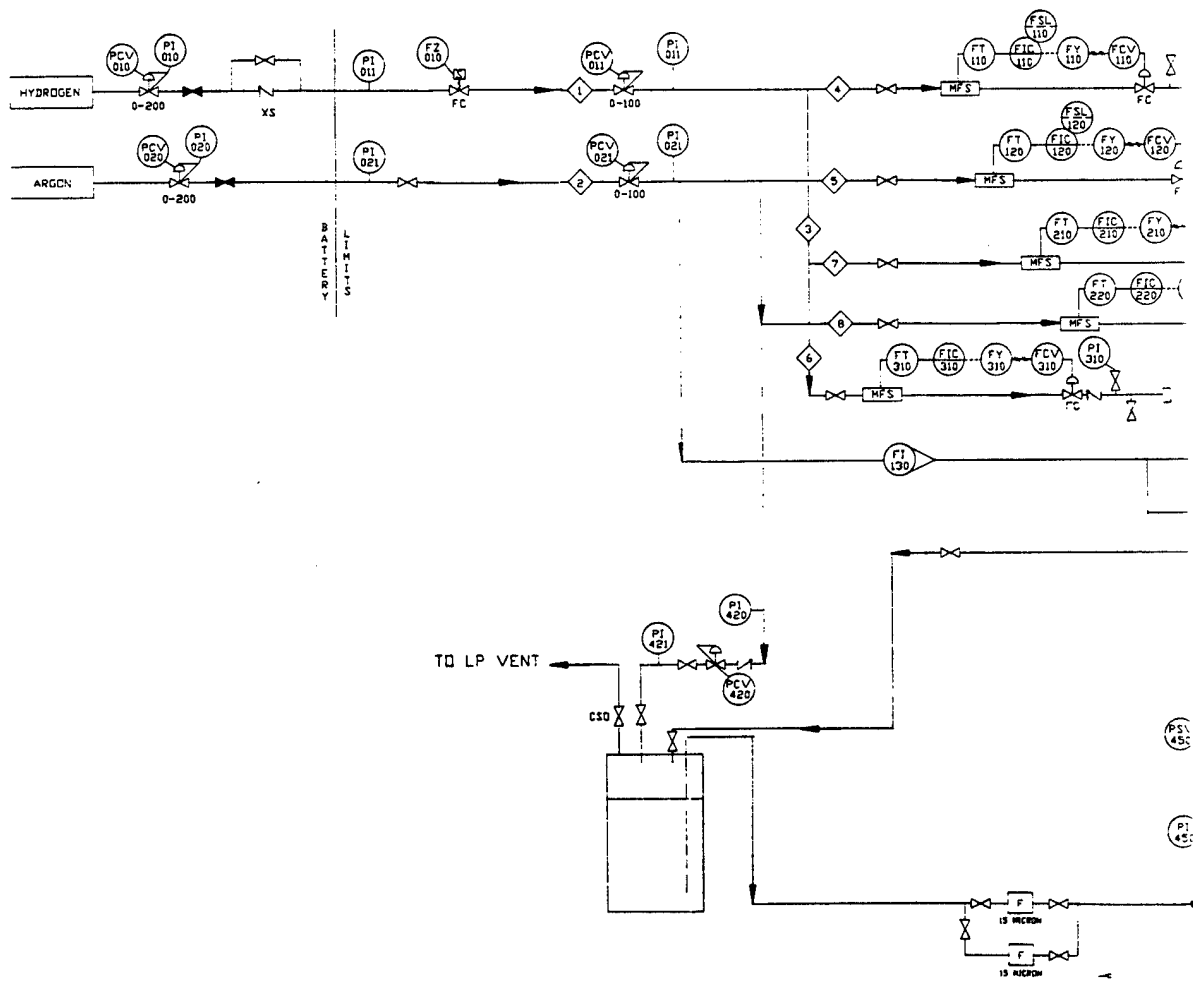 FSL
110
PCV
010
PI
010
PI
011
FZ
010
S
PCV
011
PI
011
FT
110
FIC
110
FY
110
FCV
110
HYDROGEN
0-200
XS
FC
1
0-100
4
MFS
FC
FSL
120
PCV
020
PI
020
PI
021
PCV
021
PI
021
FT
120
FIC
120
FY
120
FCV
120
ARGON
0-200
2
0-100
5
MFS
F
BATTERY
LIMITS
3
FT
210
FIC
210
FY
210
7
MFS
FT
220
FIC
220
8
MFS
6
FT
310
FIC
310
FY
310
FCV
310
PI
310
MFS
FC
FI
130
PI
420
PI
421
TO LP VENT
PCV
420
CSO
PSV
450
PI
450
F
15 MICRON
F
15 MICRON